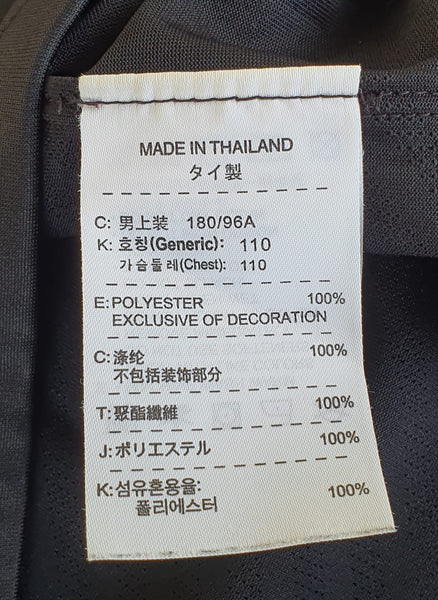 MADE IN THAILAND
タイ製
C: 男上装 180/96A
K: 호칭(Generic): 110
가슴둘레(Chest): 110
E: POLYESTER 100%
EXCLUSIVE OF DECORATION
C: 涤纶 100%
不包括装饰部分
T: 聚酯纖維 100%
J: ポリエステル 100%
K: 섬유혼용율: 100%
폴리에스터